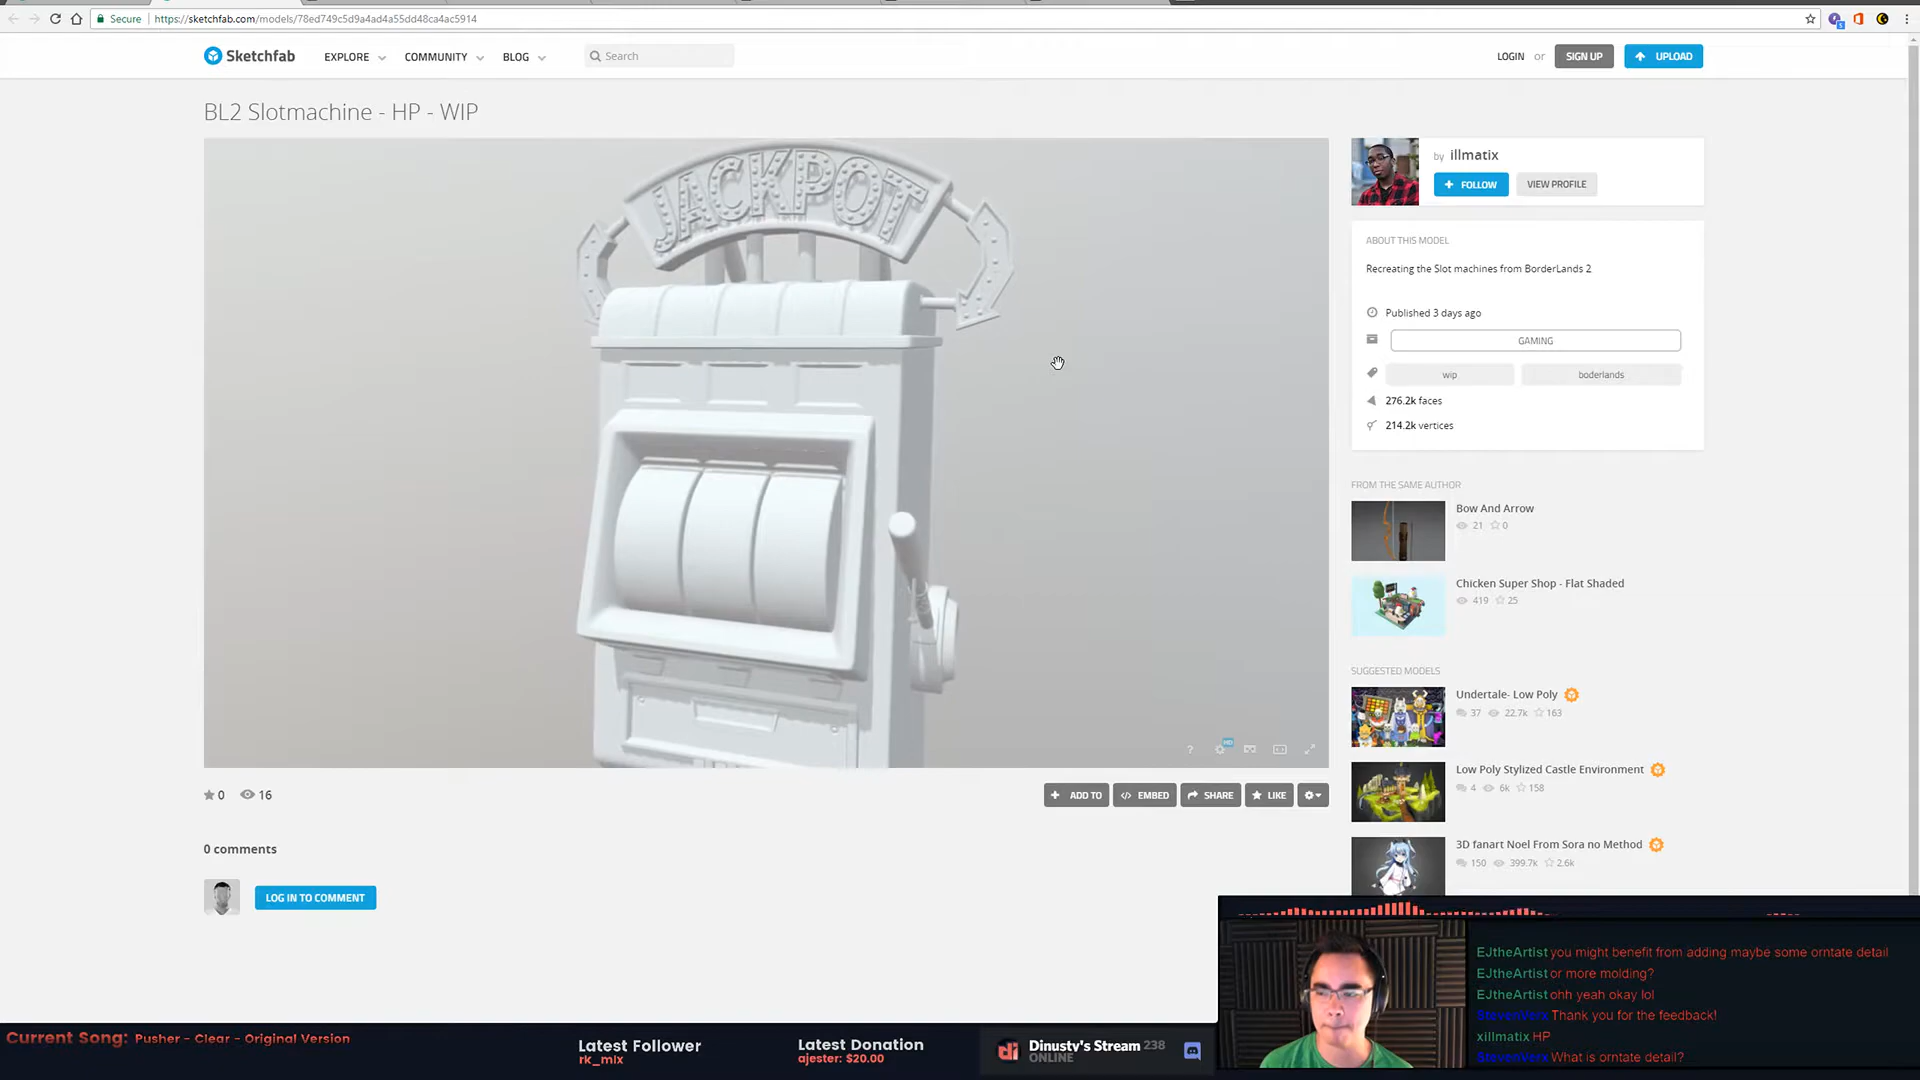 Secure https://sketchfab.com/models/78ed749c5d9a4ad4a55dd48ca4ac5914
Sketchfab EXPLORE COMMUNITY BLOG Search LOGIN or SIGN UP UPLOAD
BL2 Slotmachine - HP - WIP
JACKPOT
by illmatix
FOLLOW VIEW PROFILE
ABOUT THIS MODEL
Recreating the Slot machines from BorderLands 2
Published 3 days ago
GAMING
wip boderlands
276.2k faces
214.2k vertices
FROM THE SAME AUTHOR
Bow And Arrow
21 0
Chicken Super Shop - Flat Shaded
419 25
SUGGESTED MODELS
Undertale- Low Poly
37 22.7k 163
Low Poly Stylized Castle Environment
4 6k 158
3D fanart Noel From Sora no Method
150 399.7k 2.6k
? HD
0 16
ADD TO EMBED SHARE LIKE
0 comments
LOG IN TO COMMENT
EJtheArtist you might benefit from adding maybe some orntate detail
EJtheArtist or more molding?
EJtheArtist ohh yeah okay lol
StevenVerx Thank you for the feedback!
xillmatix HP
StevenVerx What is orntate detail?
Current Song: Pusher - Clear - Original Version
Latest Follower
rk_mix
Latest Donation
ajester: $20.00
Dinusty's Stream 238
ONLINE